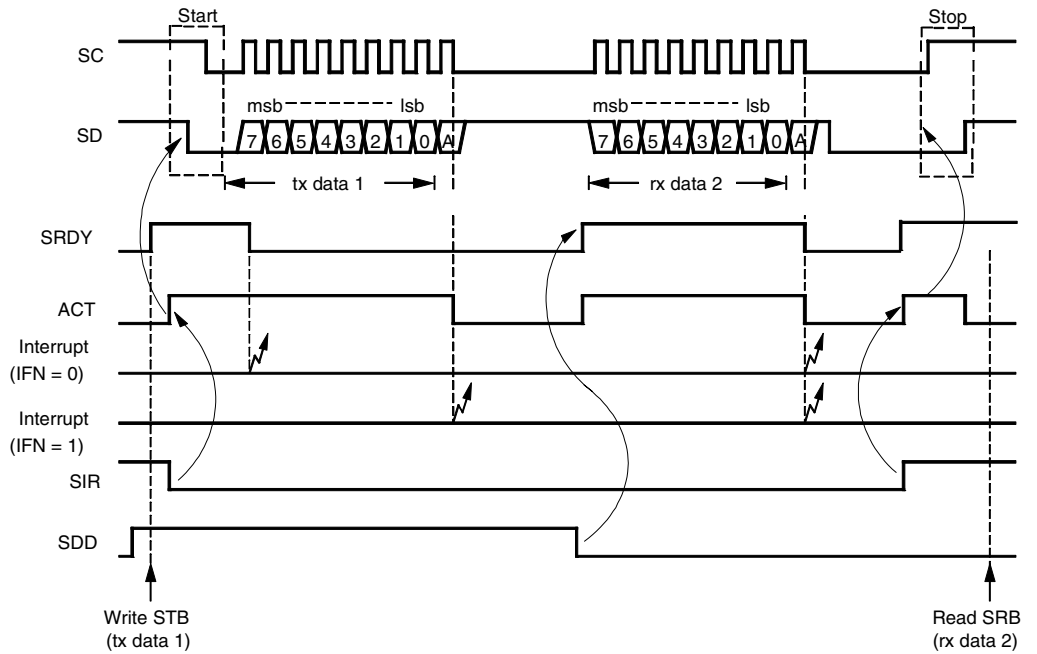 Start
Stop
SC
msb lsb
msb lsb
SD
7 6 5 4 3 2 1 0 A
7 6 5 4 3 2 1 0 A
tx data 1
rx data 2
SRDY
ACT
Interrupt
(IFN = 0)
Interrupt
(IFN = 1)
SIR
SDD
Write STB
(tx data 1)
Read SRB
(rx data 2)